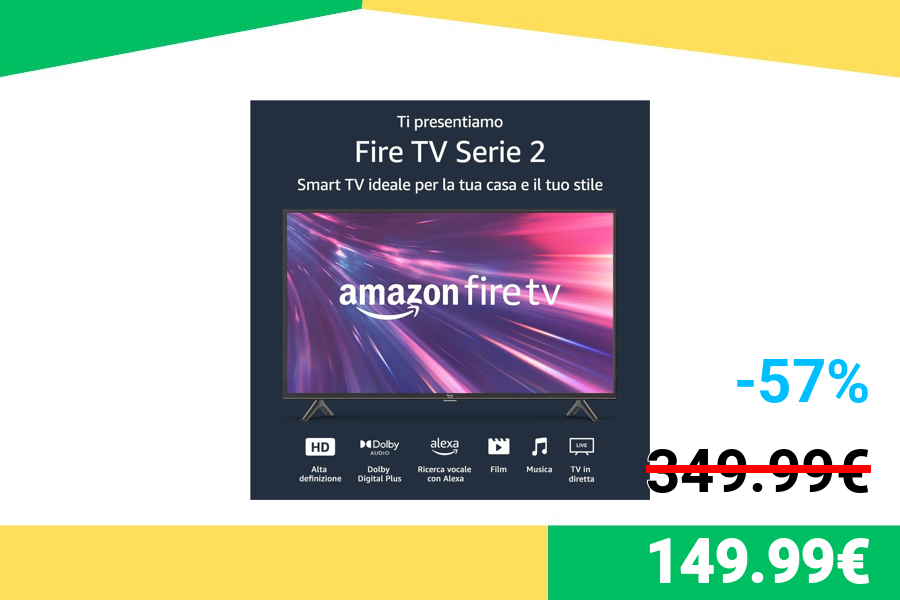 Ti presentiamo
Fire TV Serie 2
Smart TV ideale per la tua casa e il tuo stile
amazon fire tv
HD
Dolby
AUDIO
alexa
LIVE
Alta
definizione
Dolby
Digital Plus
Ricerca vocale
con Alexa
Film
Musica
TV in
diretta
-57%
349.99€
149.99€